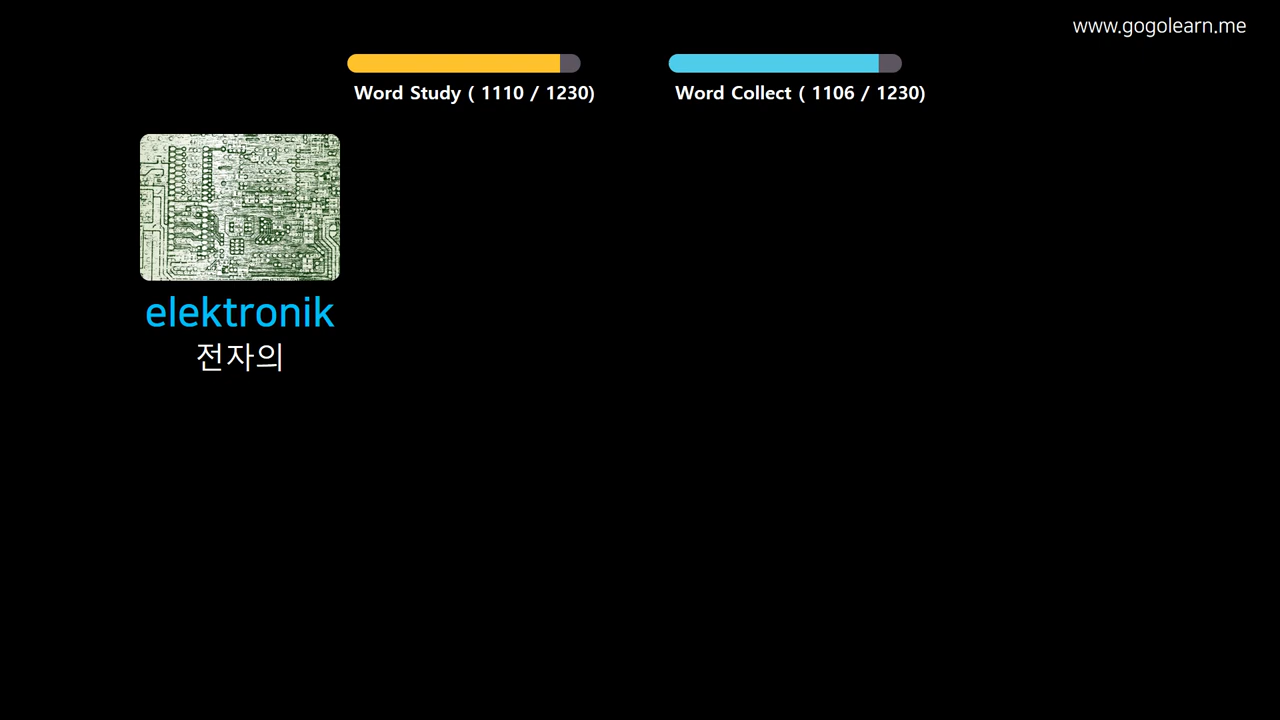 www.gogolearn.me
Word Study ( 1110 / 1230)
Word Collect ( 1106 / 1230)
elektronik
전자의